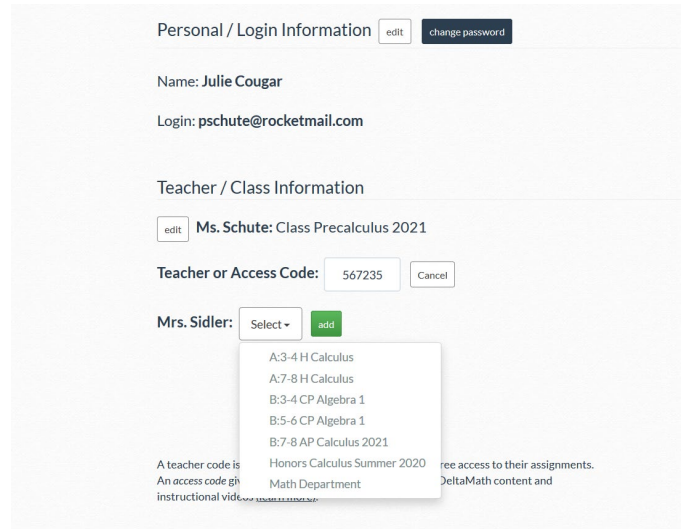 Personal / Login Information edit change password
Name: Julie Cougar
Login: pschute@rocketmail.com
Teacher / Class Information
edit Ms. Schute: Class Precalculus 2021
Teacher or Access Code: 567235 Cancel
Mrs. Sidler: Select add
A:3-4 H Calculus
A:7-8 H Calculus
B:3-4 CP Algebra 1
B:5-6 CP Algebra 1
B:7-8 AP Calculus 2021
Honors Calculus Summer 2020
Math Department
A teacher code is ree access to their assignments.
An access code giv DeltaMath content and
instructional videos (learn more).